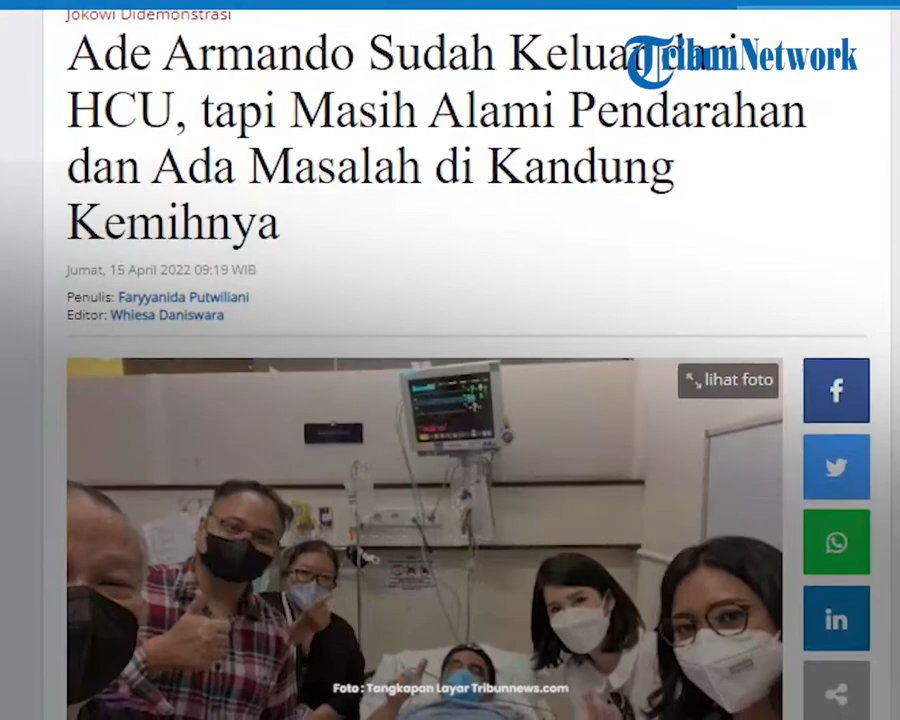 Jokowi Didemonstrasi
TribunNetwork
Ade Armando Sudah Keluar dari
HCU, tapi Masih Alami Pendarahan
dan Ada Masalah di Kandung
Kemihnya
Jumat, 15 April 2022 09:19 WIB
Penulis: Faryyanida Putwiliani
Editor: Whiesa Daniswara
lihat foto
Foto : Tangkapan Layar Tribunnews.com